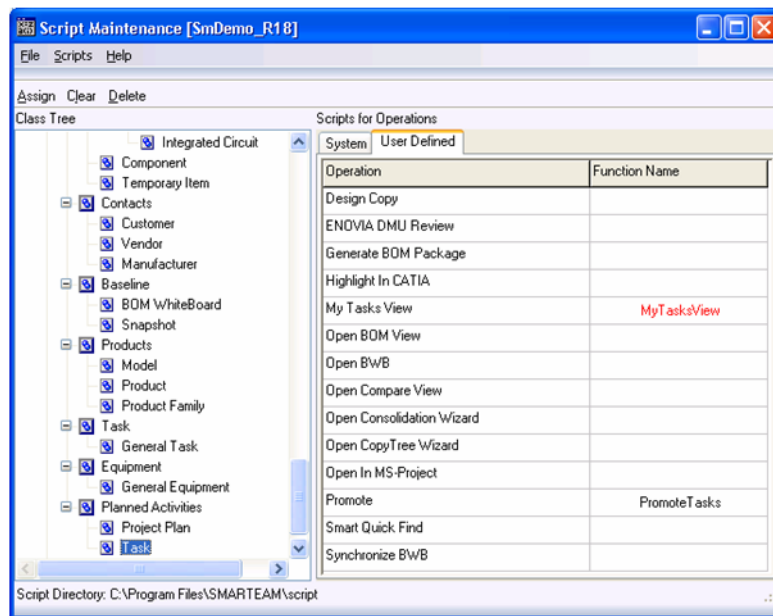 Script Maintenance [SmDemo_R18]
File Scripts Help
Assign Clear Delete
Class Tree
Integrated Circuit
Component
Temporary Item
Contacts
Customer
Vendor
Manufacturer
Baseline
BOM WhiteBoard
Snapshot
Products
Model
Product
Product Family
Task
General Task
Equipment
General Equipment
Planned Activities
Project Plan
Task
Scripts for Operations
System User Defined
Operation Function Name
Design Copy
ENOVIA DMU Review
Generate BOM Package
Highlight In CATIA
My Tasks View MyTasksView
Open BOM View
Open BWB
Open Compare View
Open Consolidation Wizard
Open CopyTree Wizard
Open In MS-Project
Promote PromoteTasks
Smart Quick Find
Synchronize BWB
Script Directory: C:\Program Files\SMARTEAM\script